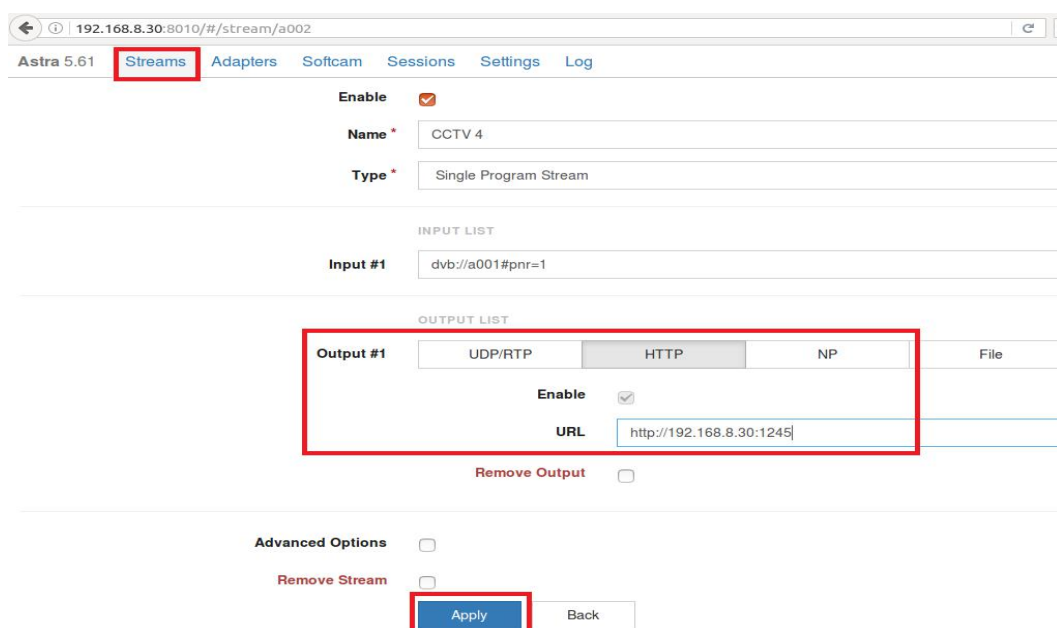 192.168.8.30:8010/#/stream/a002
Astra 5.61 Streams Adapters Softcam Sessions Settings Log
Enable
Name * CCTV 4
Type * Single Program Stream
INPUT LIST
Input #1 dvb://a001#pnr=1
OUTPUT LIST
Output #1 UDP/RTP HTTP NP File
Enable
URL http://192.168.8.30:1245
Remove Output
Advanced Options
Remove Stream
Apply Back